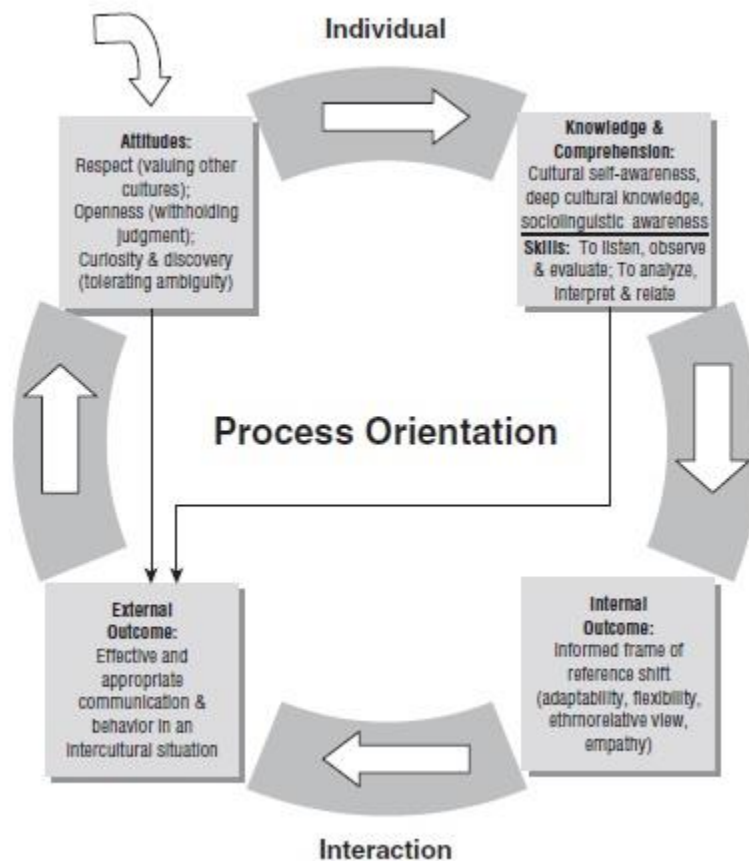 Individual
Attitudes:
Respect (valuing other
cultures);
Openness (withholding
judgment);
Curiosity & discovery
(tolerating ambiguity)
Knowledge &
Comprehension:
Cultural self-awareness,
deep cultural knowledge,
sociolinguistic awareness
Skills: To listen, observe
& evaluate; To analyze,
interpret & relate
Process Orientation
External
Outcome:
Effective and
appropriate
communication &
behavior in an
intercultural situation
Internal
Outcome:
Informed frame of
reference shift
(adaptability, flexibility,
ethmorelative view,
empathy)
Interaction